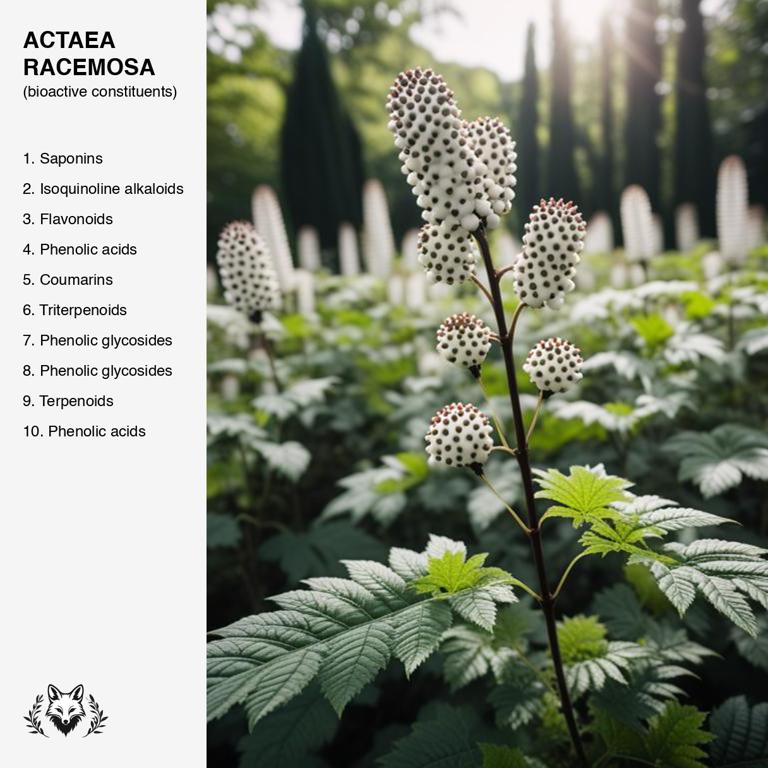 ACTAEA
RACEMOSA
(bioactive constituents)
1. Saponins
2. Isoquinoline alkaloids
3. Flavonoids
4. Phenolic acids
5. Coumarins
6. Triterpenoids
7. Phenolic glycosides
8. Phenolic glycosides
9. Terpenoids
10. Phenolic acids